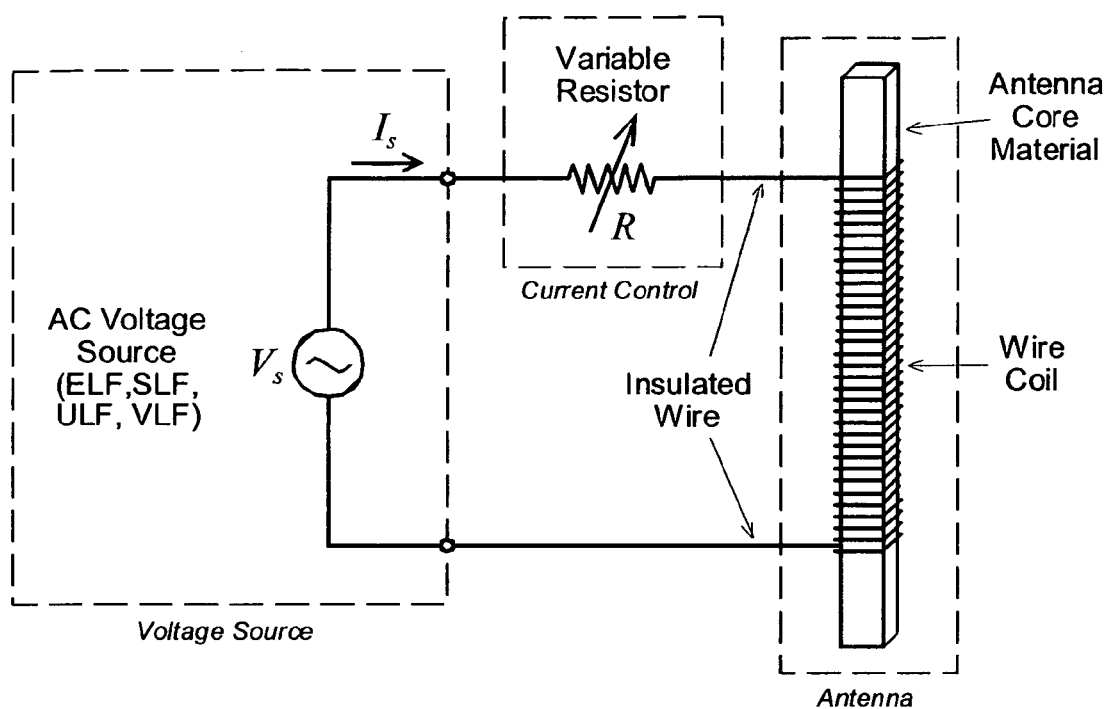 Variable
Resistor
I_s
R
Current Control
Antenna
Core
Material
AC Voltage
Source
(ELF,SLF,
ULF, VLF)
V_s
Insulated
Wire
Wire
Coil
Voltage Source
Antenna